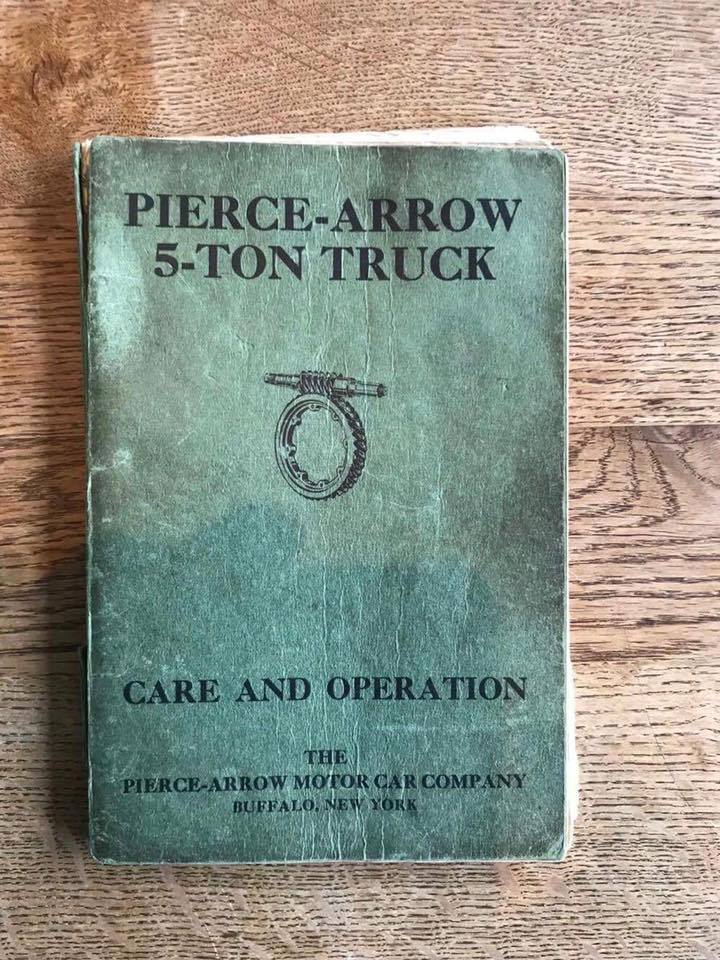 PIERCE-ARROW
5-TON TRUCK
CARE AND OPERATION
THE
PIERCE-ARROW MOTOR CAR COMPANY
BUFFALO, NEW YORK